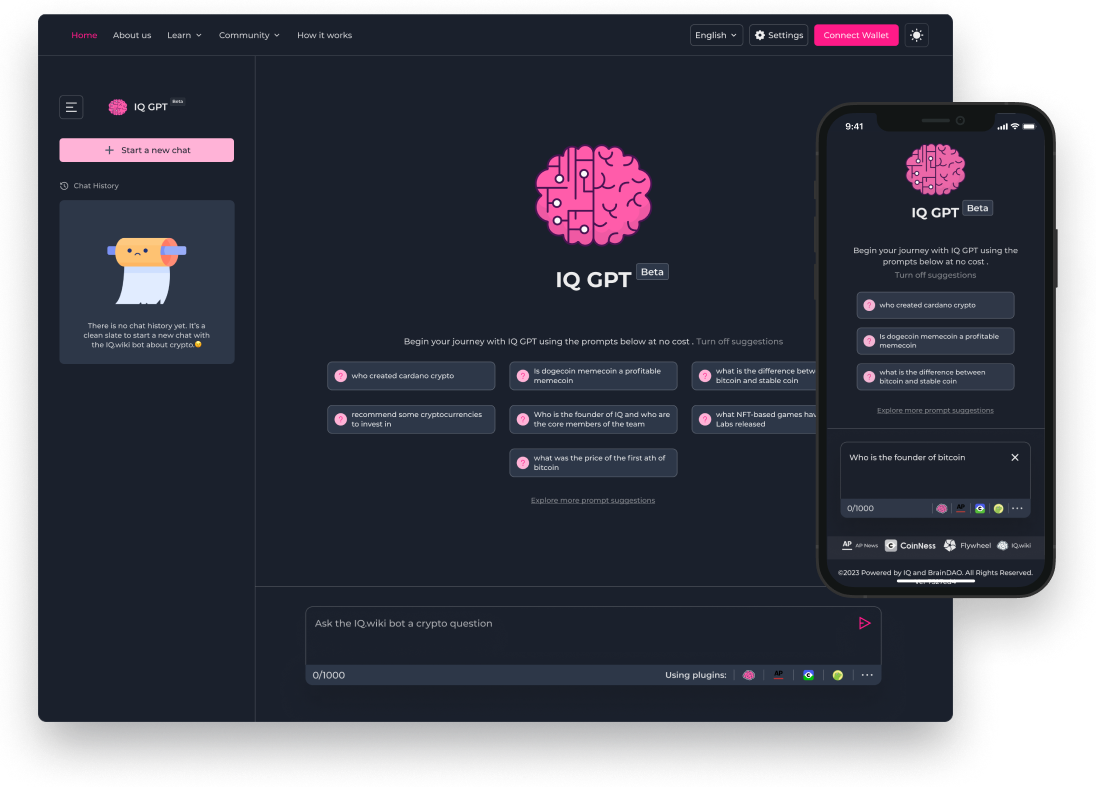 Home About us Learn Community How it works
English Settings Connect Wallet
IQ GPT Beta
+ Start a new chat
Chat History
There is no chat history yet. It's a
clean slate to start a new chat with
the IQ.wiki bot about crypto.😔
IQ GPT Beta
Begin your journey with IQ GPT using the prompts below at no cost . Turn off suggestions
? who created cardano crypto
? Is dogecoin memecoin a profitable
memecoin
? what is the difference between
bitcoin and stable coin
? recommend some cryptocurrencies
to invest in
? Who is the founder of IQ and who are
the core members of the team
? what NFT-based games
Labs released
? what was the price of the first ath of
bitcoin
Explore more prompt suggestions
Ask the IQ.wiki bot a crypto question
0/1000 Using plugins: AP
9:41
IQ GPT Beta
Begin your journey with IQ GPT using the
prompts below at no cost .
Turn off suggestions
? who created cardano crypto
? Is dogecoin memecoin a profitable
memecoin
? what is the difference between
bitcoin and stable coin
Explore more prompt suggestions
Who is the founder of bitcoin
0/1000 AP
AP AP News CoinNess Flywheel IQ.wiki
©2023 Powered by IQ and BrainDAO. All Rights Reserved.